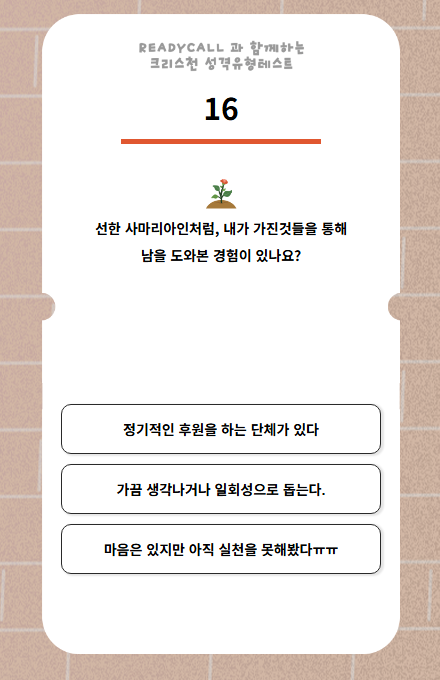 READYCALL 과 함께하는
크리스천 성격유형테스트
16
선한 사마리아인처럼, 내가 가진것들을 통해
남을 도와본 경험이 있나요?
정기적인 후원을 하는 단체가 있다
가끔 생각나거나 일회성으로 돕는다.
마음은 있지만 아직 실천을 못해봤다ㅠㅠ